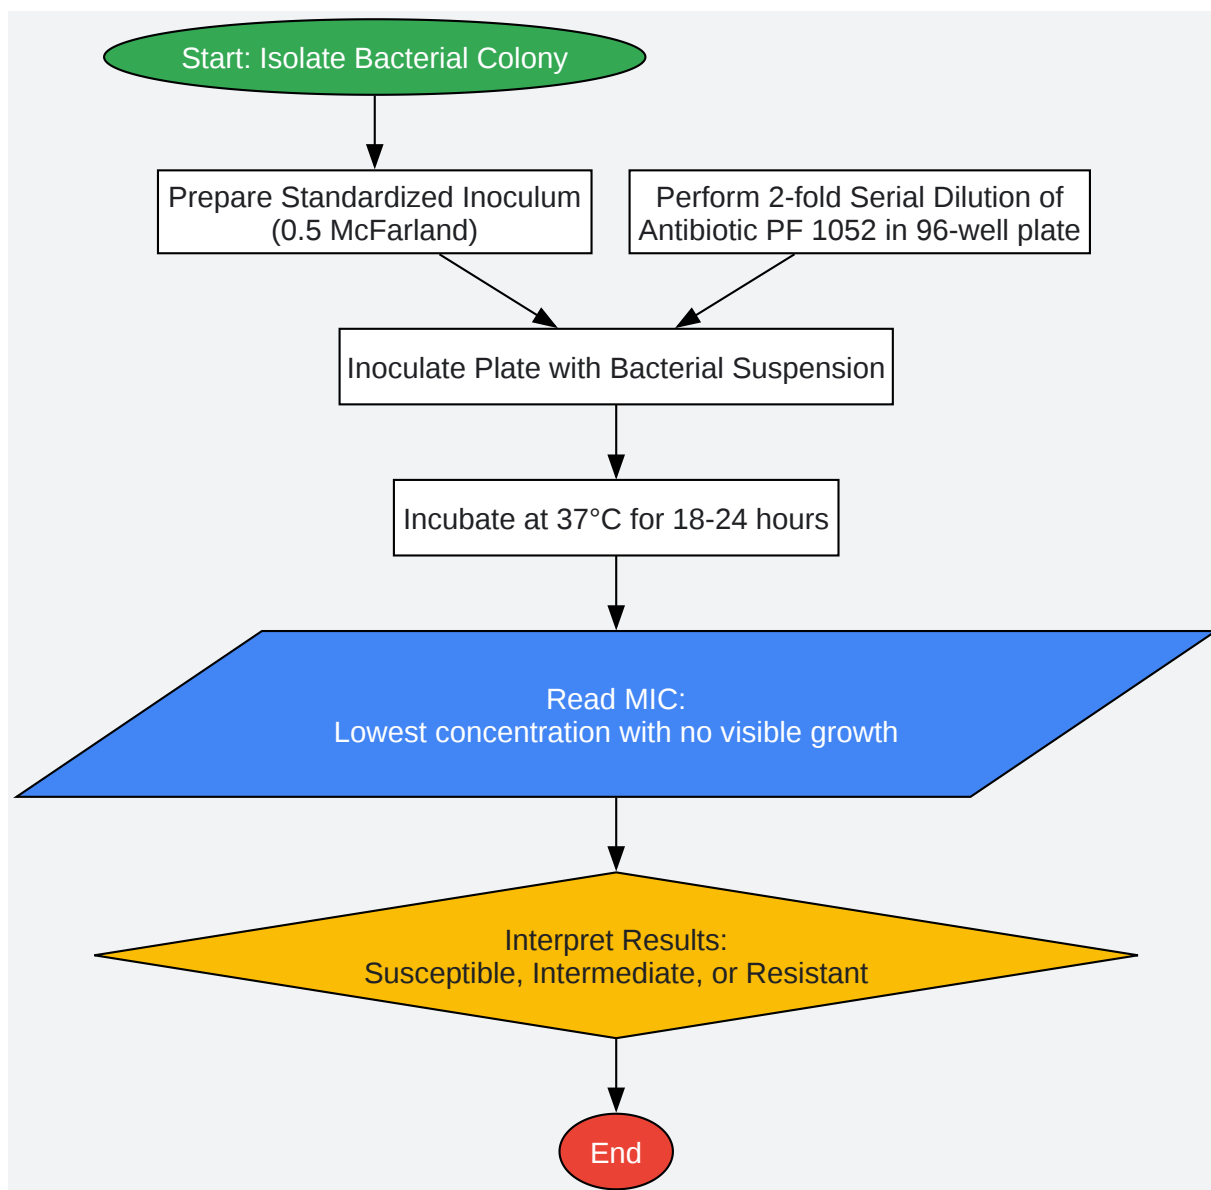 Start: Isolate Bacterial Colony
Prepare Standardized Inoculum
(0.5 McFarland)
Perform 2-fold Serial Dilution of
Antibiotic PF 1052 in 96-well plate
Inoculate Plate with Bacterial Suspension
Incubate at 37°C for 18-24 hours
Read MIC:
Lowest concentration with no visible growth
Interpret Results:
Susceptible, Intermediate, or Resistant
End